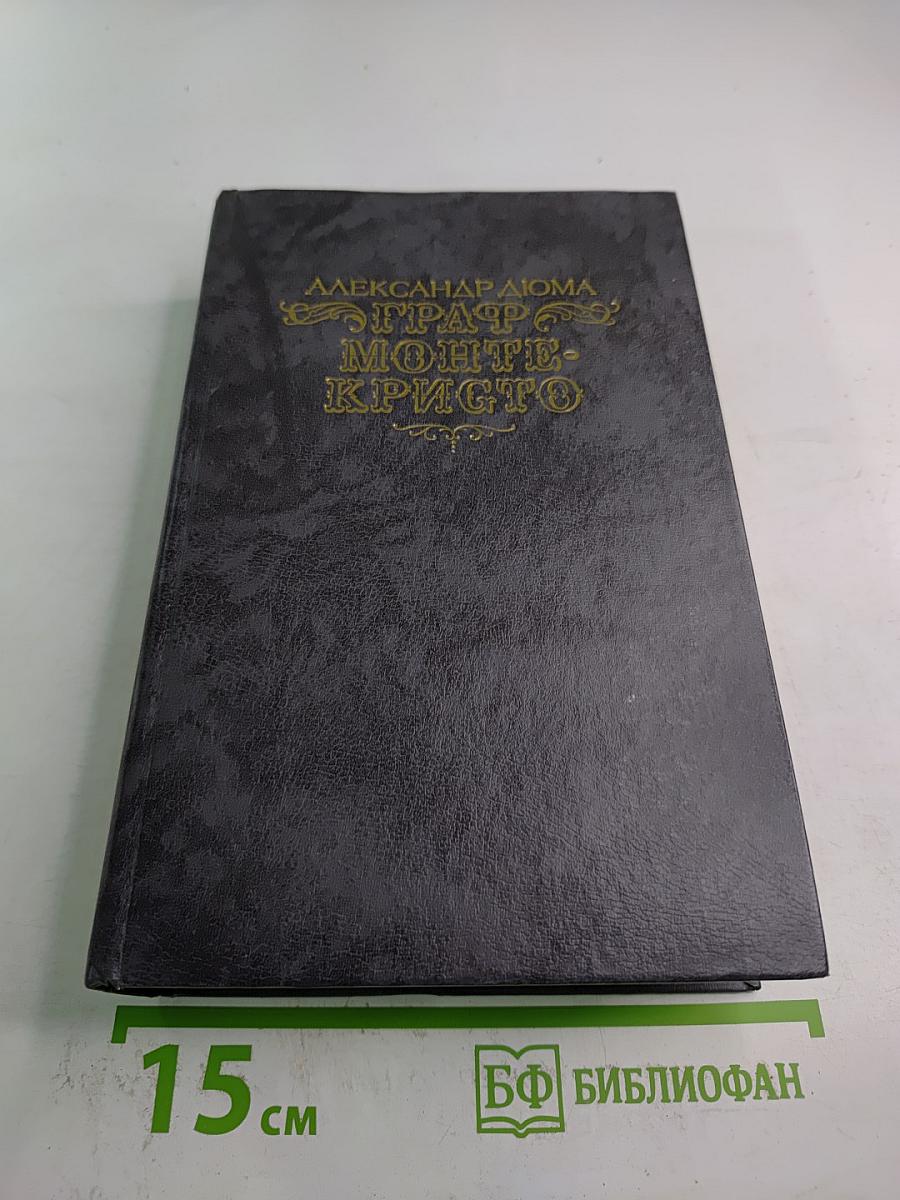 АЛЕКСАНДР ДЮМА
ГРАФ
МОНТЕ-
КРИСТО
15 см
БФ БИБЛИОФАН